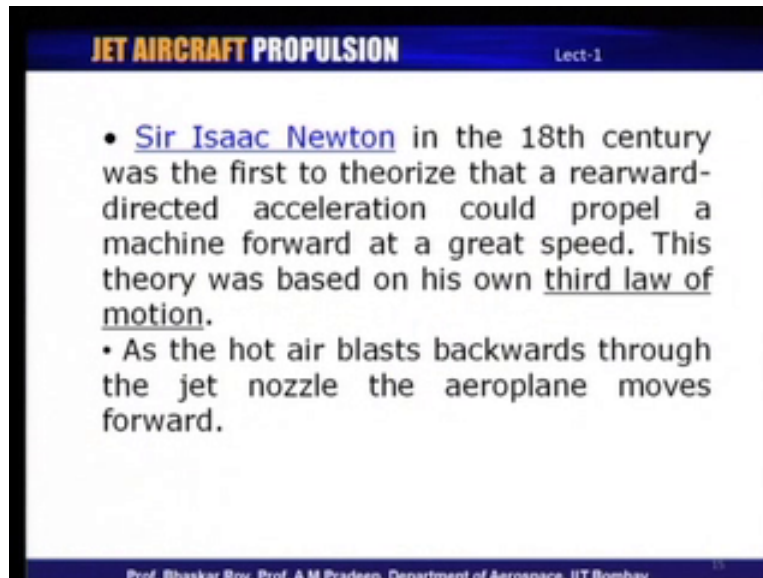 JET AIRCRAFT PROPULSION Lect-1
• Sir Isaac Newton in the 18th century
was the first to theorize that a rearward-
directed acceleration could propel a
machine forward at a great speed. This
theory was based on his own third law of
motion.
• As the hot air blasts backwards through
the jet nozzle the aeroplane moves
forward.
15
Prof. Bhaskar Roy, Prof. A M Pradeep, Department of Aerospace, IIT Bombay